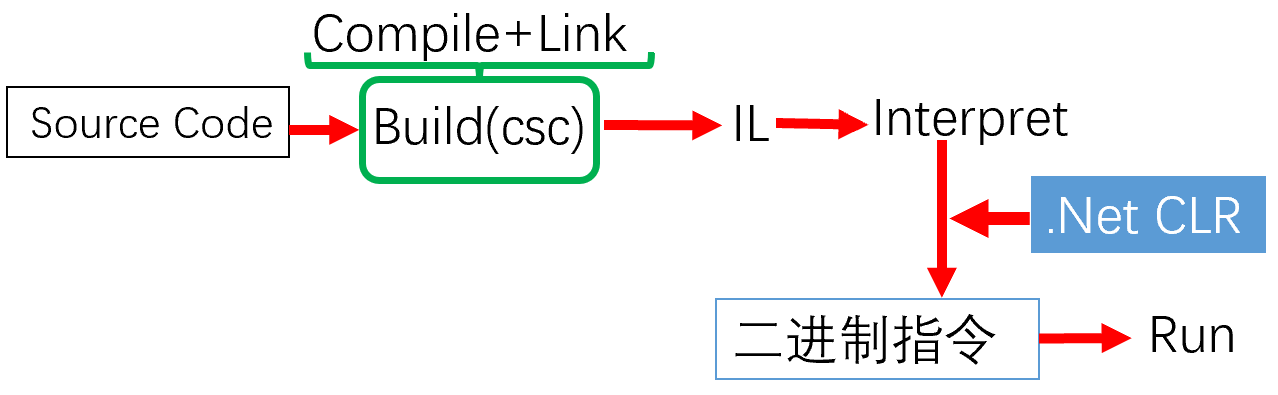 Compile+Link
Source Code
Build(csc)
IL
Interpret
.Net CLR
二进制指令
Run